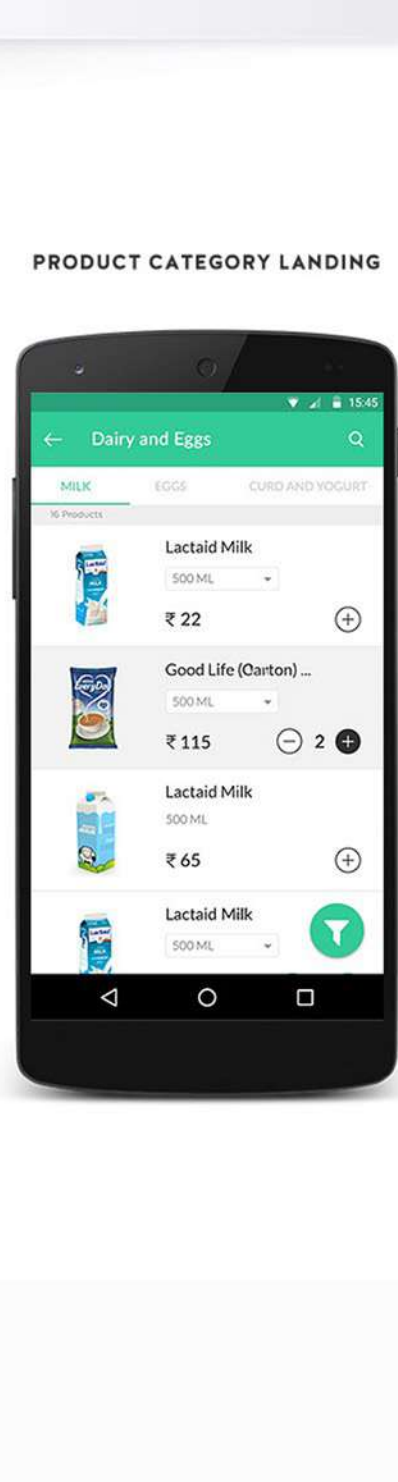 PRODUCT CATEGORY LANDING
15:45
Dairy and Eggs
MILK EGGS CURD AND YOGURT
16 Products
Lactaid Milk
500 ML
₹ 22
Good Life (Carton) ...
EveryDay
500 ML
₹ 115 2
Lactaid Milk
500 ML
₹ 65
Lactaid Milk
500 ML